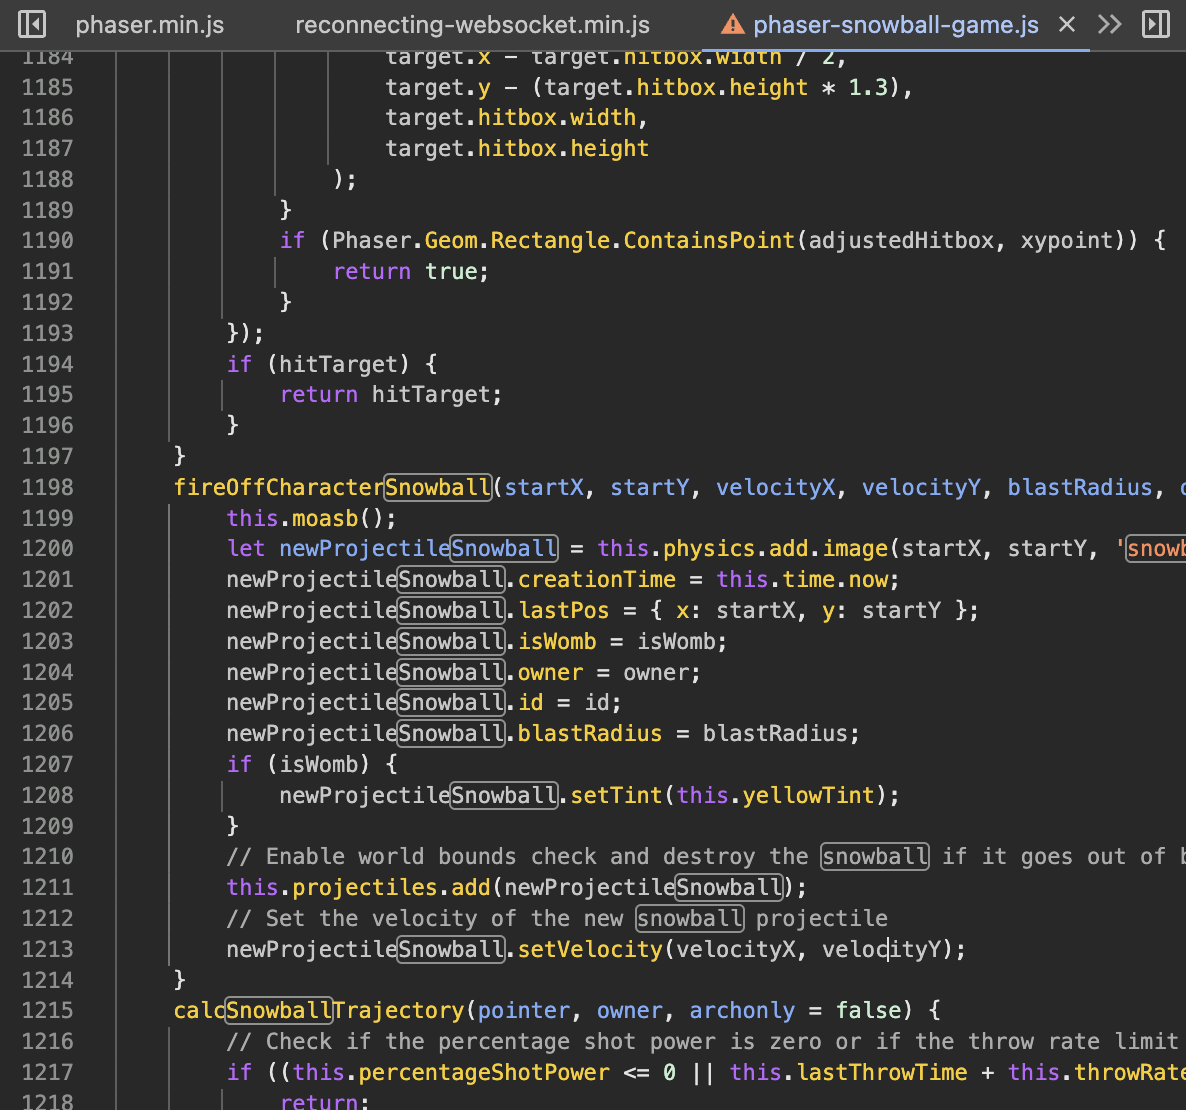 phaser.min.js reconnecting-websocket.min.js phaser-snowball-game.js
1184 target.x - target.hitbox.width / 2,
1185 target.y - (target.hitbox.height * 1.3),
1186 target.hitbox.width,
1187 target.hitbox.height
1188 );
1189 }
1190 if (Phaser.Geom.Rectangle.ContainsPoint(adjustedHitbox, xypoint)) {
1191 return true;
1192 }
1193 });
1194 if (hitTarget) {
1195 return hitTarget;
1196 }
1197 }
1198 fireOffCharacterSnowball(startX, startY, velocityX, velocityY, blastRadius,
1199 this.moasb();
1200 let newProjectileSnowball = this.physics.add.image(startX, startY, 'snowb
1201 newProjectileSnowball.creationTime = this.time.now;
1202 newProjectileSnowball.lastPos = { x: startX, y: startY };
1203 newProjectileSnowball.isWomb = isWomb;
1204 newProjectileSnowball.owner = owner;
1205 newProjectileSnowball.id = id;
1206 newProjectileSnowball.blastRadius = blastRadius;
1207 if (isWomb) {
1208 newProjectileSnowball.setTint(this.yellowTint);
1209 }
1210 // Enable world bounds check and destroy the snowball if it goes out of b
1211 this.projectiles.add(newProjectileSnowball);
1212 // Set the velocity of the new snowball projectile
1213 newProjectileSnowball.setVelocity(velocityX, velocityY);
1214 }
1215 calcSnowballTrajectory(pointer, owner, archonly = false) {
1216 // Check if the percentage shot power is zero or if the throw rate limit
1217 if ((this.percentageShotPower <= 0 || this.lastThrowTime + this.throwRate
1218 return;